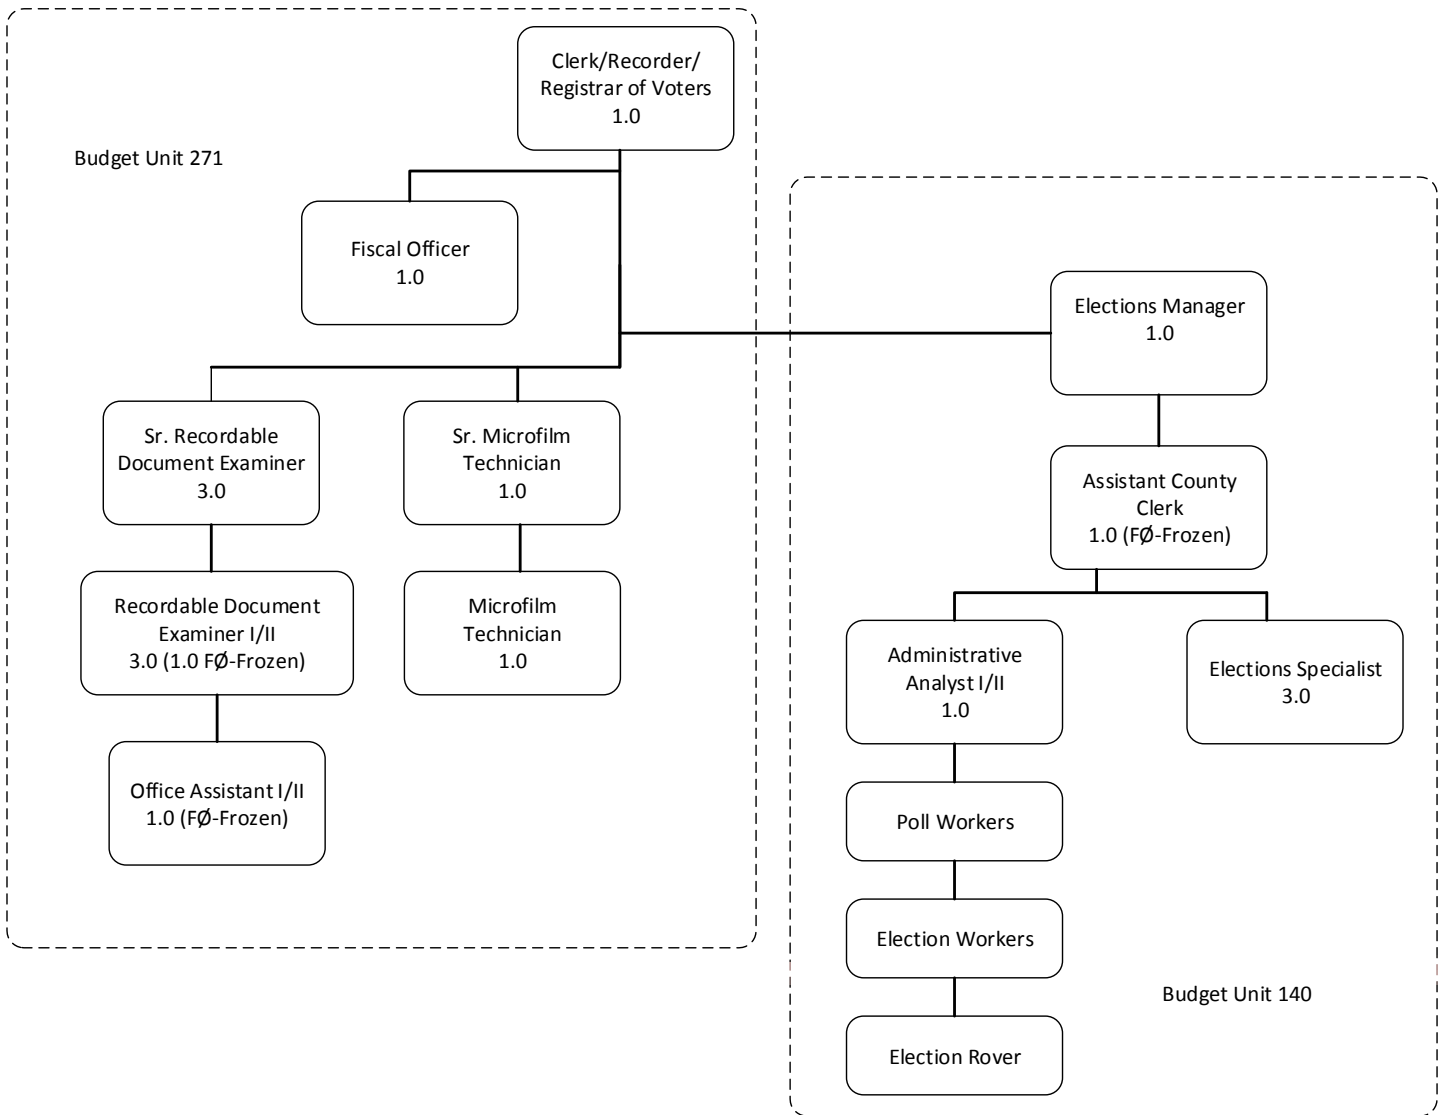 Clerk/Recorder/
Registrar of Voters
1.0
Budget Unit 271
Fiscal Officer
1.0
Elections Manager
1.0
Sr. Recordable
Document Examiner
3.0
Sr. Microfilm
Technician
1.0
Assistant County
Clerk
1.0 (FØ-Frozen)
Recordable Document
Examiner I/II
3.0 (1.0 FØ-Frozen)
Microfilm
Technician
1.0
Administrative
Analyst I/II
1.0
Elections Specialist
3.0
Office Assistant I/II
1.0 (FØ-Frozen)
Poll Workers
Election Workers
Budget Unit 140
Election Rover